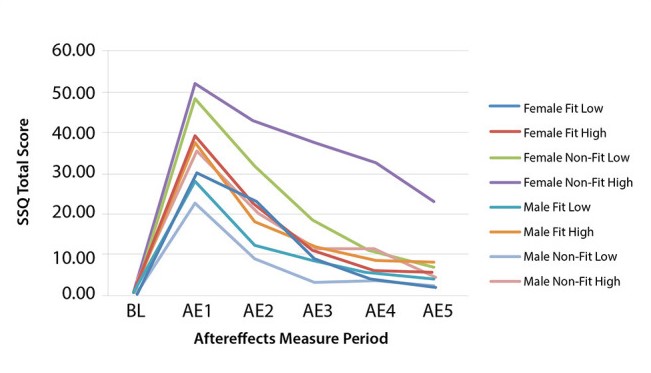 60.00
50.00
40.00
30.00
20.00
10.00
0.00
SSQ Total Score
BL AE1 AE2 AE3 AE4 AE5
Aftereffects Measure Period
Female Fit Low
Female Fit High
Female Non-Fit Low
Female Non-Fit High
Male Fit Low
Male Fit High
Male Non-Fit Low
Male Non-Fit High